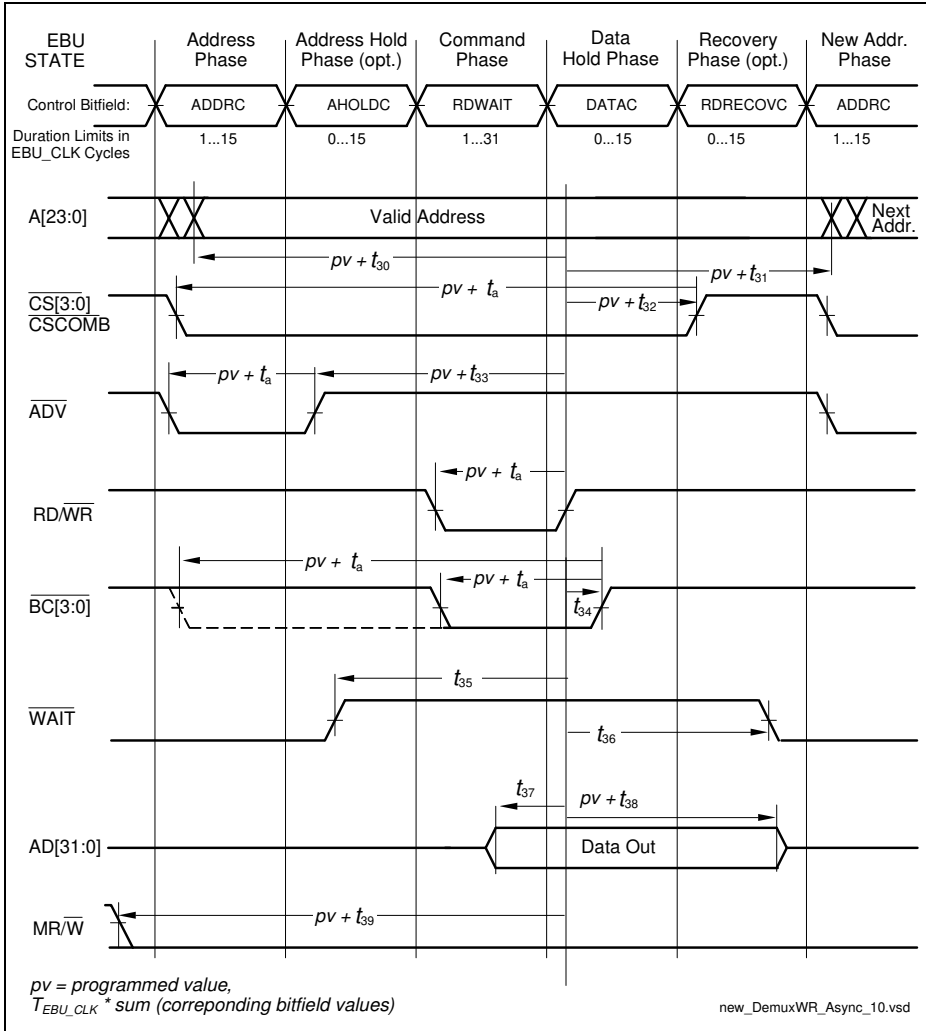 EBU STATE
Address Phase
Address Hold Phase (opt.)
Command Phase
Data Hold Phase
Recovery Phase (opt.)
New Addr. Phase
Control Bitfield: ADDRC AHOLDC RDWAIT DATAC RDRECOVC ADDRC
Duration Limits in EBU_CLK Cycles 1...15 0...15 1...31 0...15 0...15 1...15
A[23:0] Valid Address Next Addr.
pv + t30
pv + t31
pv + ta
pv + t32
CS[3:0]
CSCOMB
pv + ta
pv + t33
ADV
pv + ta
RD/WR
pv + ta
pv + ta
BC[3:0]
t34
t35
WAIT
t36
t37
pv + t38
AD[31:0] Data Out
MR/W
pv + t39
pv = programmed value,
TEBU_CLK * sum (correponding bitfield values)
new_DemuxWR_Async_10.vsd